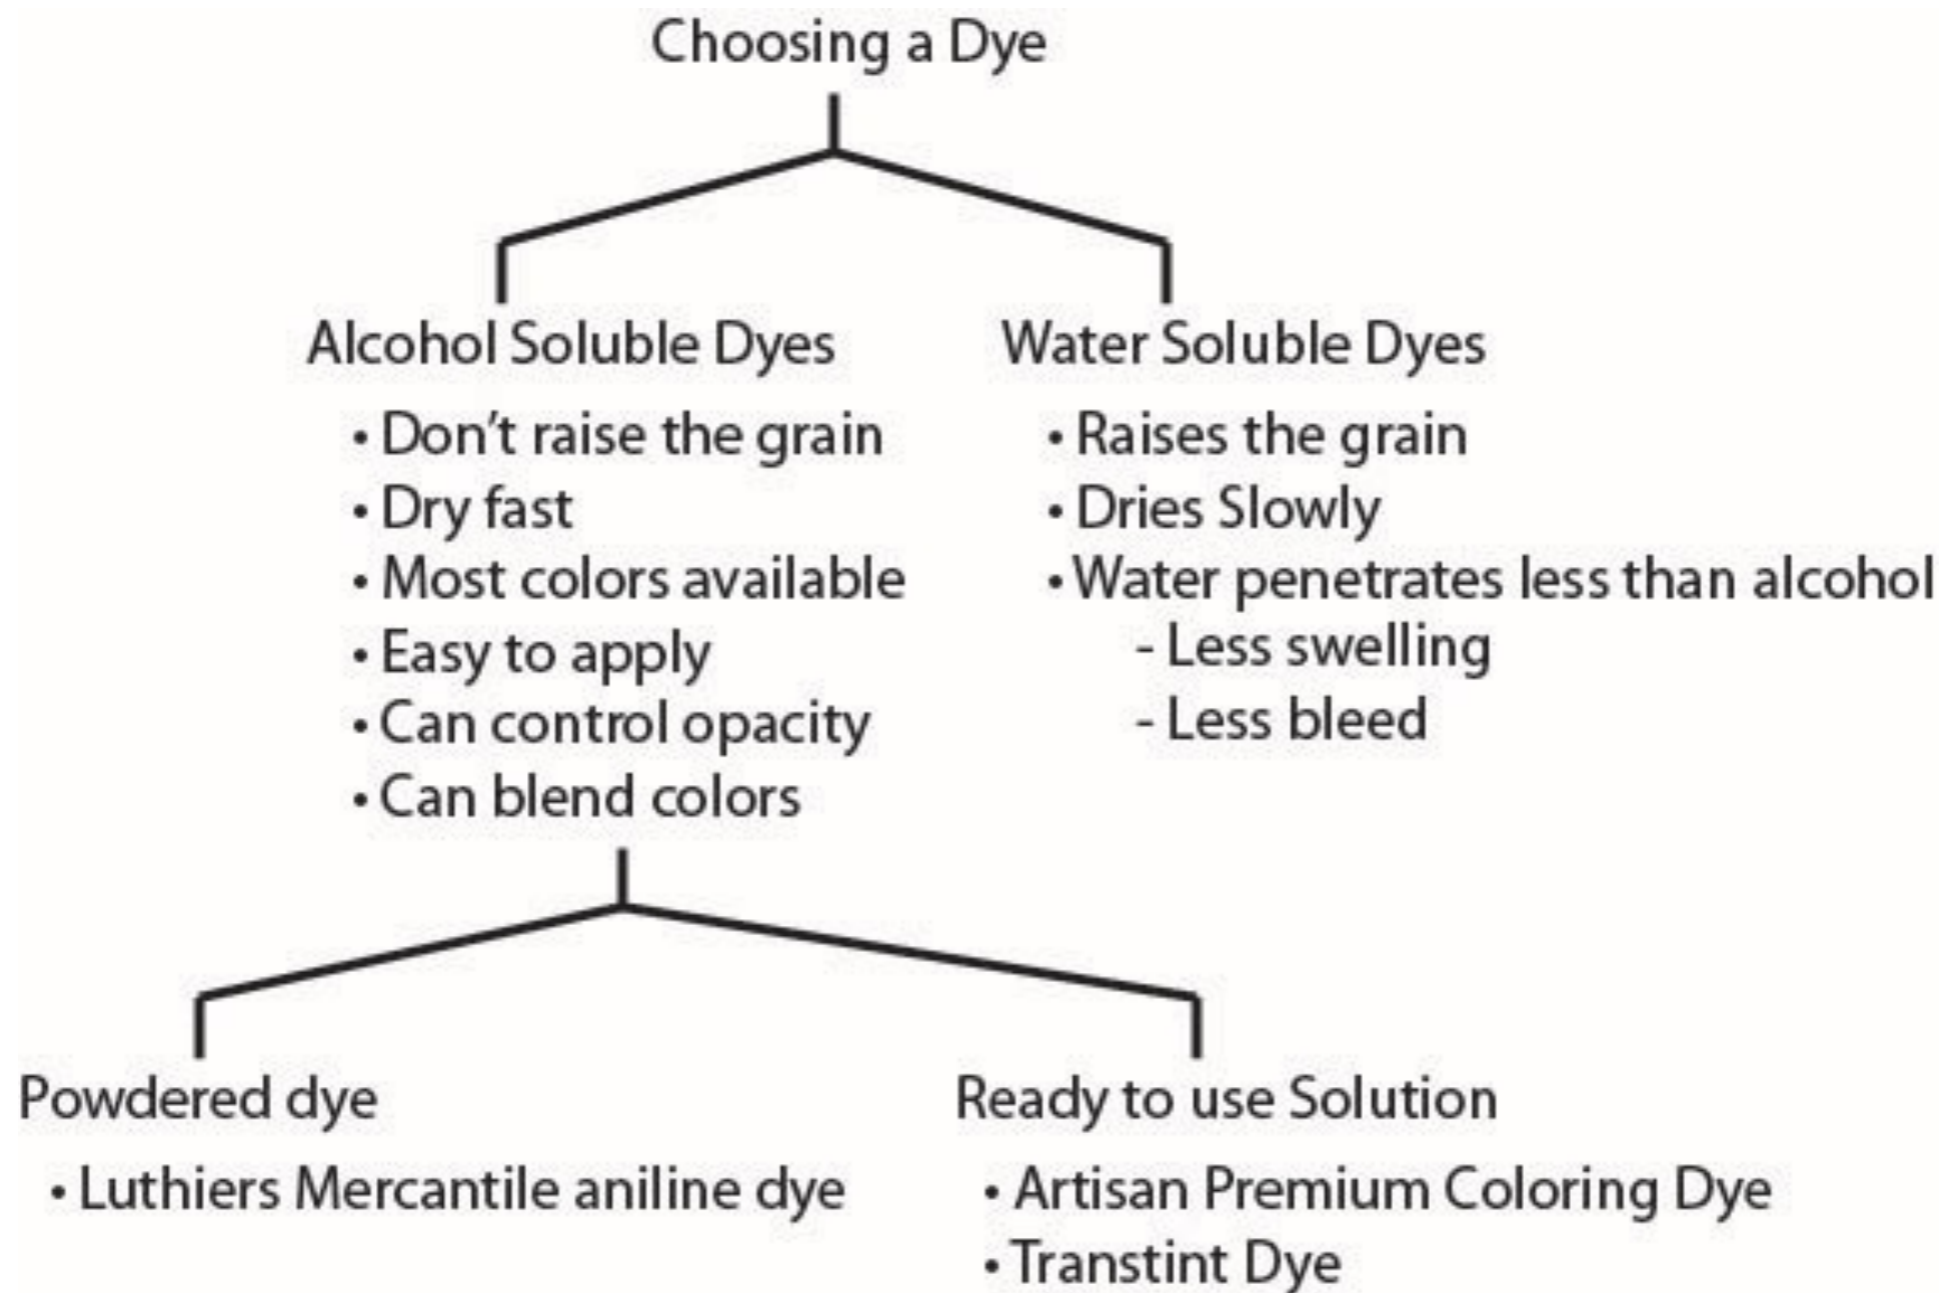 Choosing a Dye
Alcohol Soluble Dyes
• Don't raise the grain
• Dry fast
• Most colors available
• Easy to apply
• Can control opacity
• Can blend colors
Water Soluble Dyes
• Raises the grain
• Dries Slowly
• Water penetrates less than alcohol
- Less swelling
- Less bleed
Powdered dye
• Luthiers Mercantile aniline dye
Ready to use Solution
• Artisan Premium Coloring Dye
• Transtint Dye